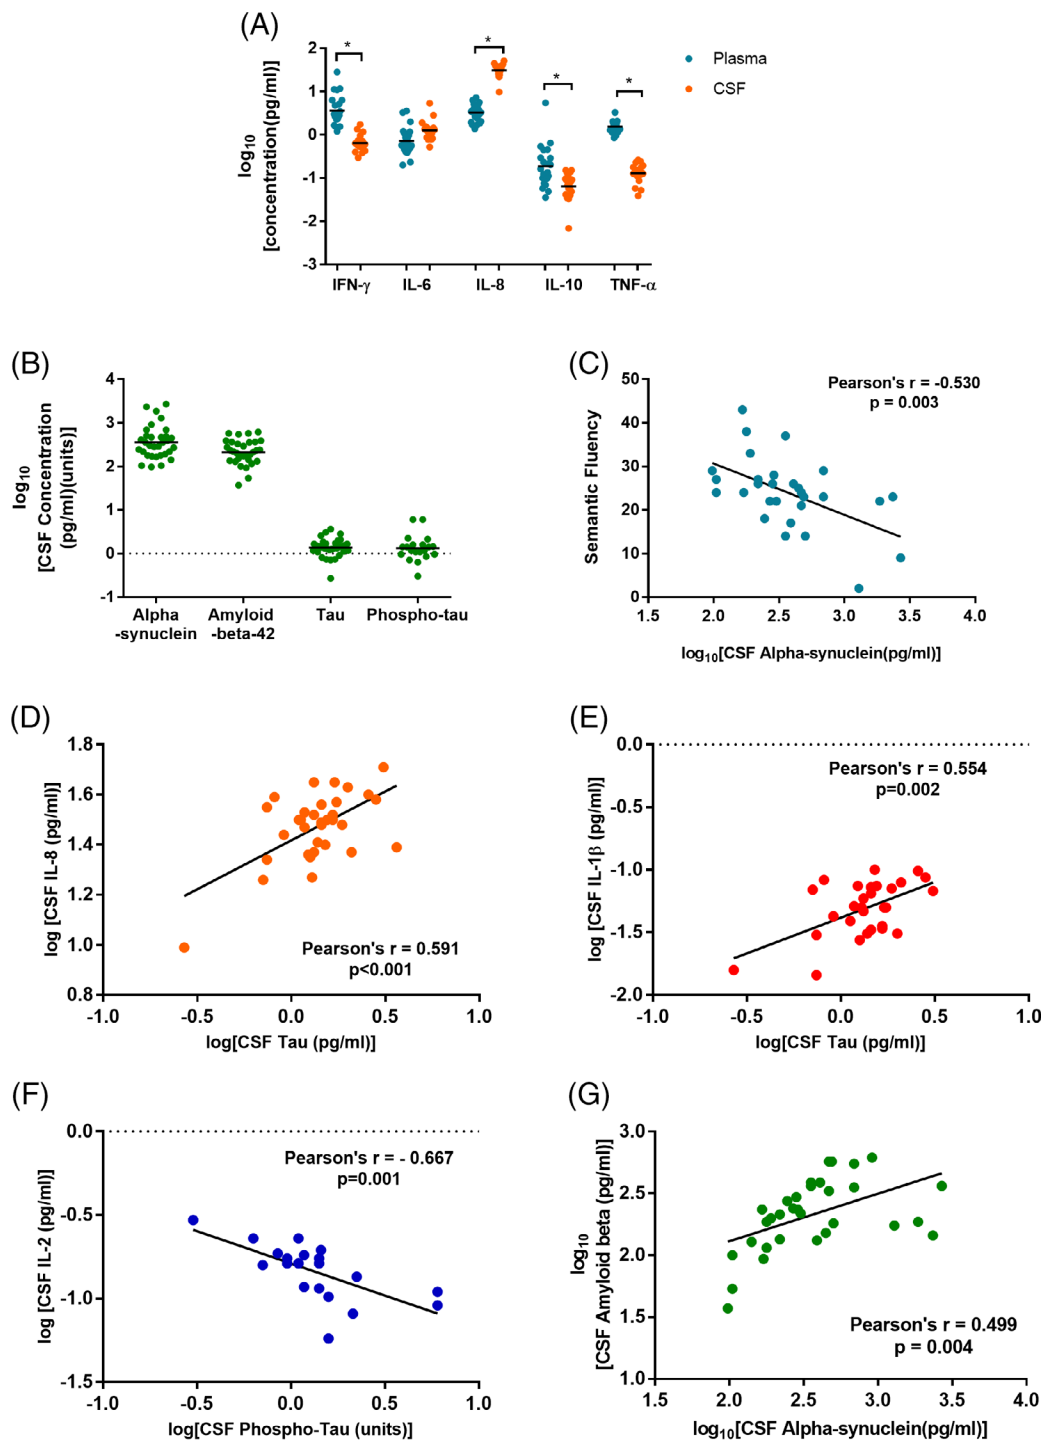 (A)
log10
[concentration(pg/ml)]
2
1
0
-1
-2
-3
*
*
*
*
IFN-γ IL-6 IL-8 IL-10 TNF-α
Plasma
CSF
(B)
log10
[CSF Concentration
(pg/ml)(units)]
4
3
2
1
0
-1
Alpha
-synuclein
Amyloid
-beta-42
Tau
Phospho-tau
(C)
Semantic Fluency
50
40
30
20
10
0
Pearson's r = -0.530
p = 0.003
1.5 2.0 2.5 3.0 3.5 4.0
log10[CSF Alpha-synuclein(pg/ml)]
(D)
log [CSF IL-8 (pg/ml)]
1.8
1.6
1.4
1.2
1.0
0.8
Pearson's r = 0.591
p<0.001
-1.0 -0.5 0.0 0.5 1.0
log[CSF Tau (pg/ml)]
(E)
log [CSF IL-1β (pg/ml)]
0.0
-0.5
-1.0
-1.5
-2.0
Pearson's r = 0.554
p=0.002
-1.0 -0.5 0.0 0.5 1.0
log[CSF Tau (pg/ml)]
(F)
log [CSF IL-2 (pg/ml)]
0.0
-0.5
-1.0
-1.5
Pearson's r = - 0.667
p=0.001
-1.0 -0.5 0.0 0.5 1.0
log[CSF Phospho-Tau (units)]
(G)
log10
[CSF Amyloid beta (pg/ml)]
3.0
2.5
2.0
1.5
1.0
Pearson's r = 0.499
p = 0.004
1.5 2.0 2.5 3.0 3.5 4.0
log10[CSF Alpha-synuclein(pg/ml)]